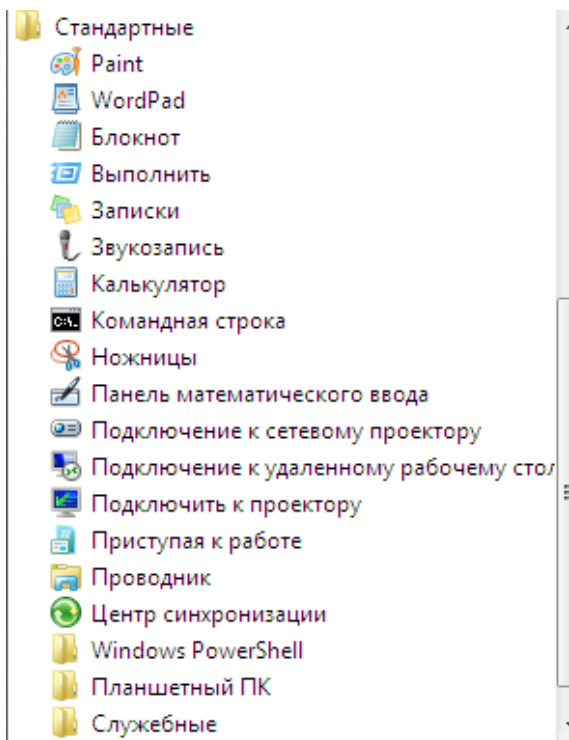 Стандартные
Paint
WordPad
Блокнот
Выполнить
Записки
Звукозапись
Калькулятор
Командная строка
Ножницы
Панель математического ввода
Подключение к сетевому проектору
Подключение к удаленному рабочему стол
Подключить к проектору
Приступая к работе
Проводник
Центр синхронизации
Windows PowerShell
Планшетный ПК
Служебные